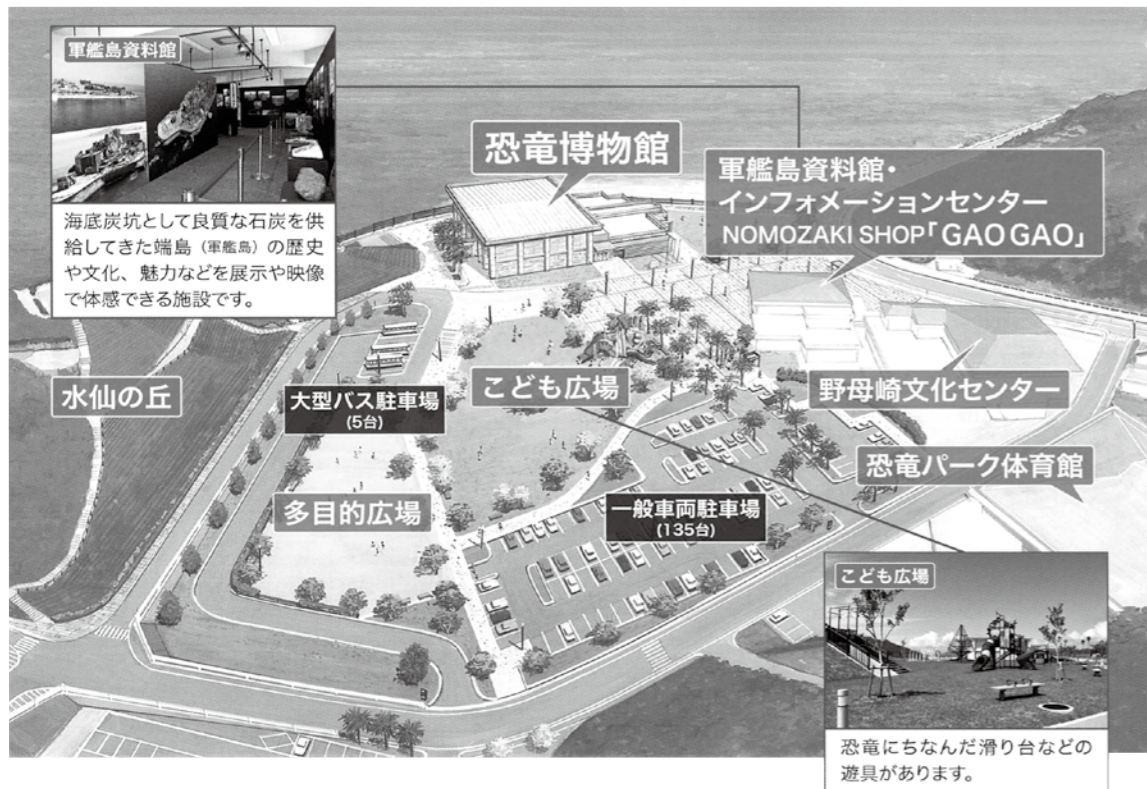 軍艦島資料館
海底炭坑として良質な石炭を供
給してきた端島（軍艦島）の歴史
や文化、魅力などを展示や映像
で体感できる施設です。
恐竜博物館
軍艦島資料館・
インフォメーションセンター
NOMOZAKI SHOP「GAO GAO」
水仙の丘
大型バス駐車場
(5台)
こども広場
野母崎文化センター
恐竜パーク体育館
多目的広場
一般車両駐車場
(135台)
こども広場
恐竜にちなんだ滑り台などの
遊具があります。